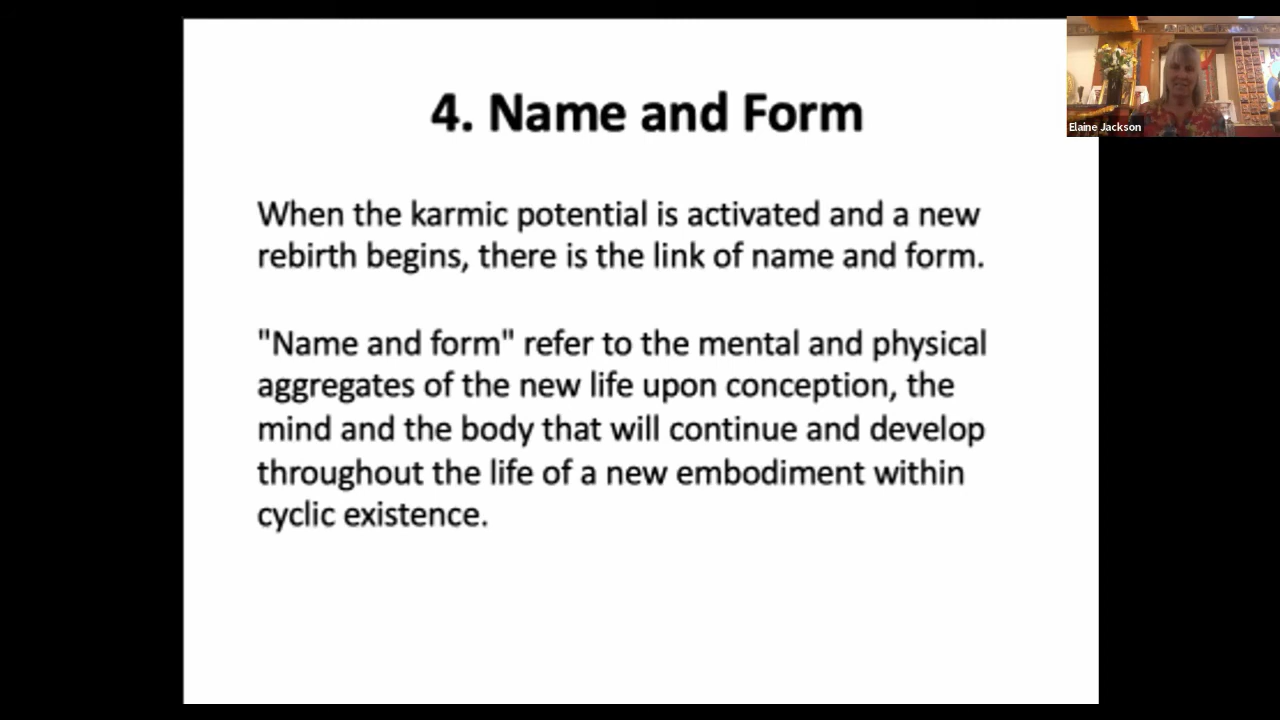 4. Name and Form
Elaine Jackson
When the karmic potential is activated and a new
rebirth begins, there is the link of name and form.
"Name and form" refer to the mental and physical
aggregates of the new life upon conception, the
mind and the body that will continue and develop
throughout the life of a new embodiment within
cyclic existence.